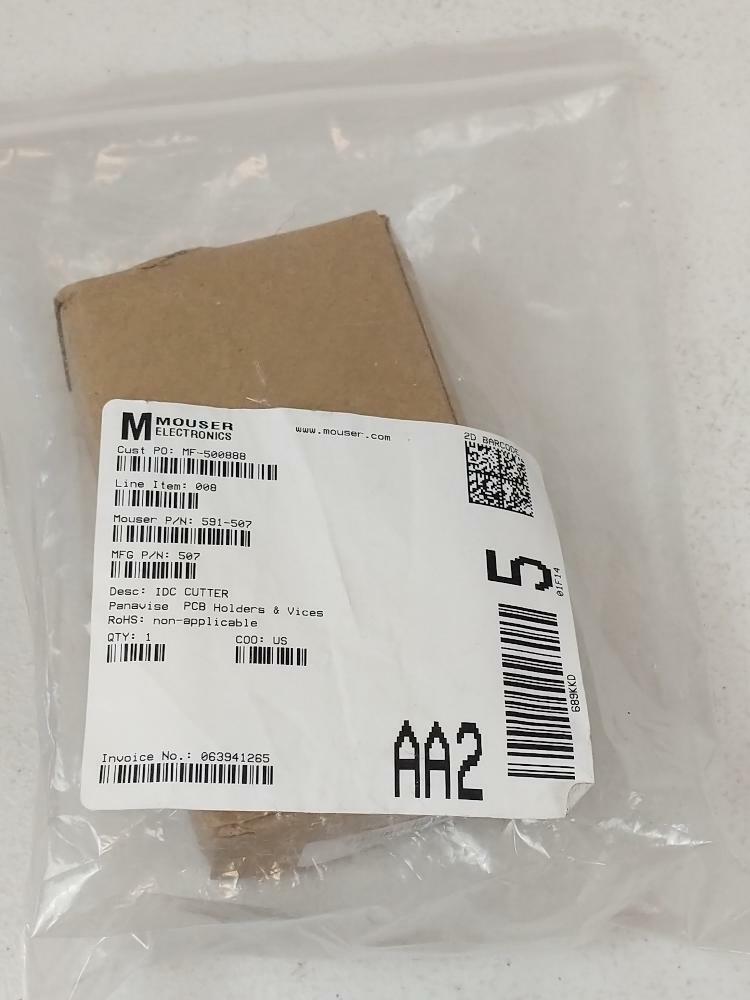 M MOUSER
ELECTRONICS
www.mouser.com
2D BARCODE
Cust PO: MF-500888
Line Item: 008
Mouser P/N: 591-507
MFG P/N: 507
Desc: IDC CUTTER
Panavise PCB Holders & Vices
RoHS: non-applicable
QTY: 1 COO: US
5
01F14
689KKD
AA2
Invoice No.: 063941265